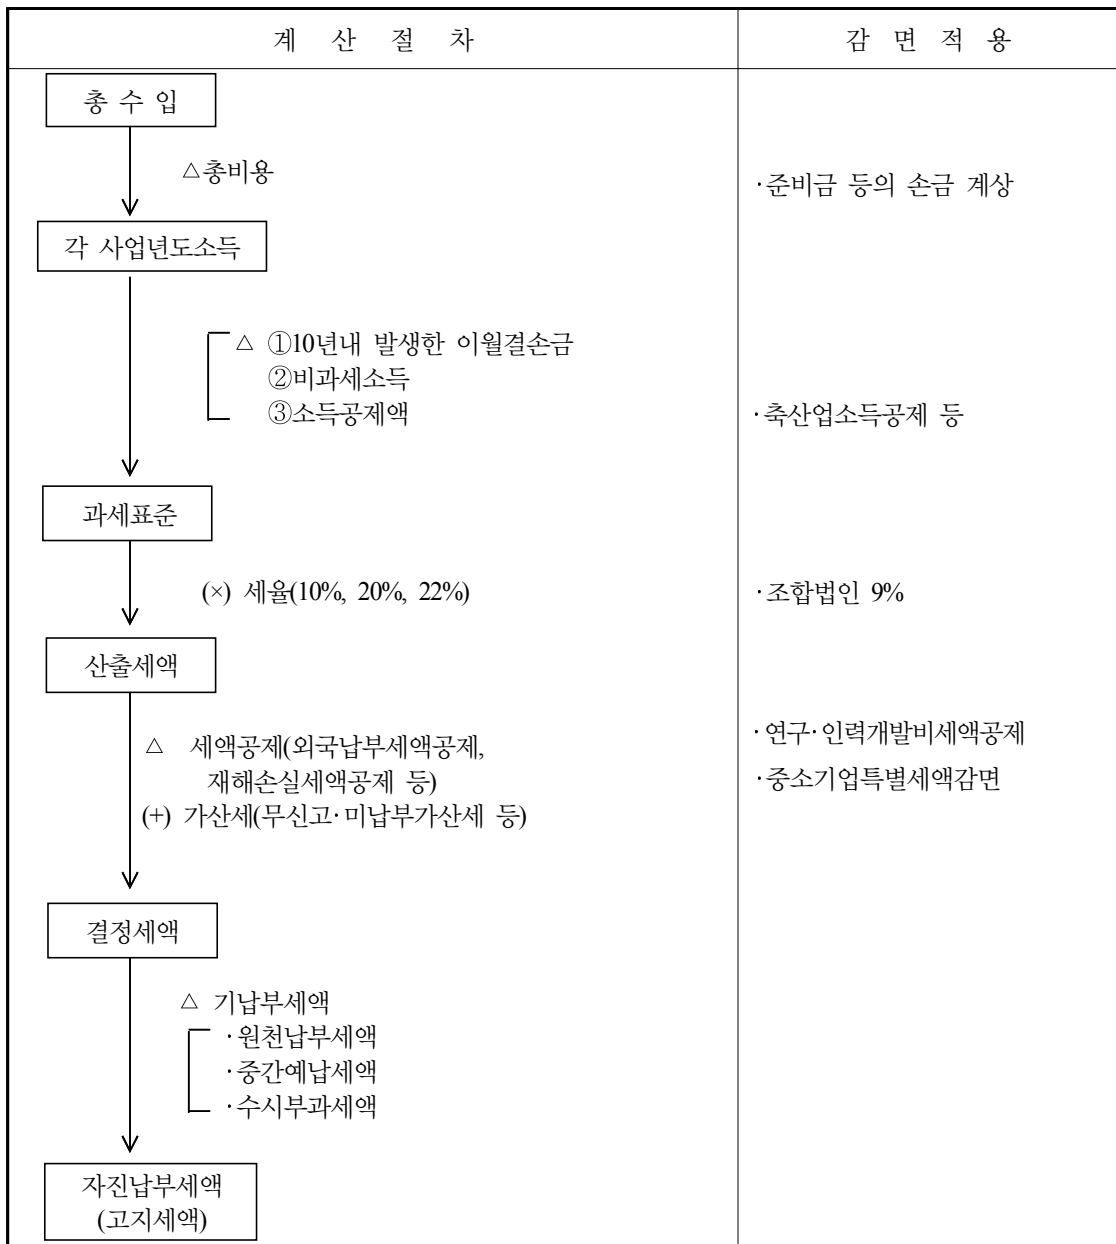 계 산 절 차
감 면 적 용
총 수 입
△총비용
·준비금 등의 손금 계상
각 사업년도소득
△ ①10년내 발생한 이월결손금
②비과세소득
③소득공제액
·축산업소득공제 등
과세표준
(×) 세율(10%, 20%, 22%)
·조합법인 9%
산출세액
△ 세액공제(외국납부세액공제,
재해손실세액공제 등)
(+) 가산세(무신고·미납부가산세 등)
·연구·인력개발비세액공제
·중소기업특별세액감면
결정세액
△ 기납부세액
·원천납부세액
·중간예납세액
·수시부과세액
자진납부세액
(고지세액)